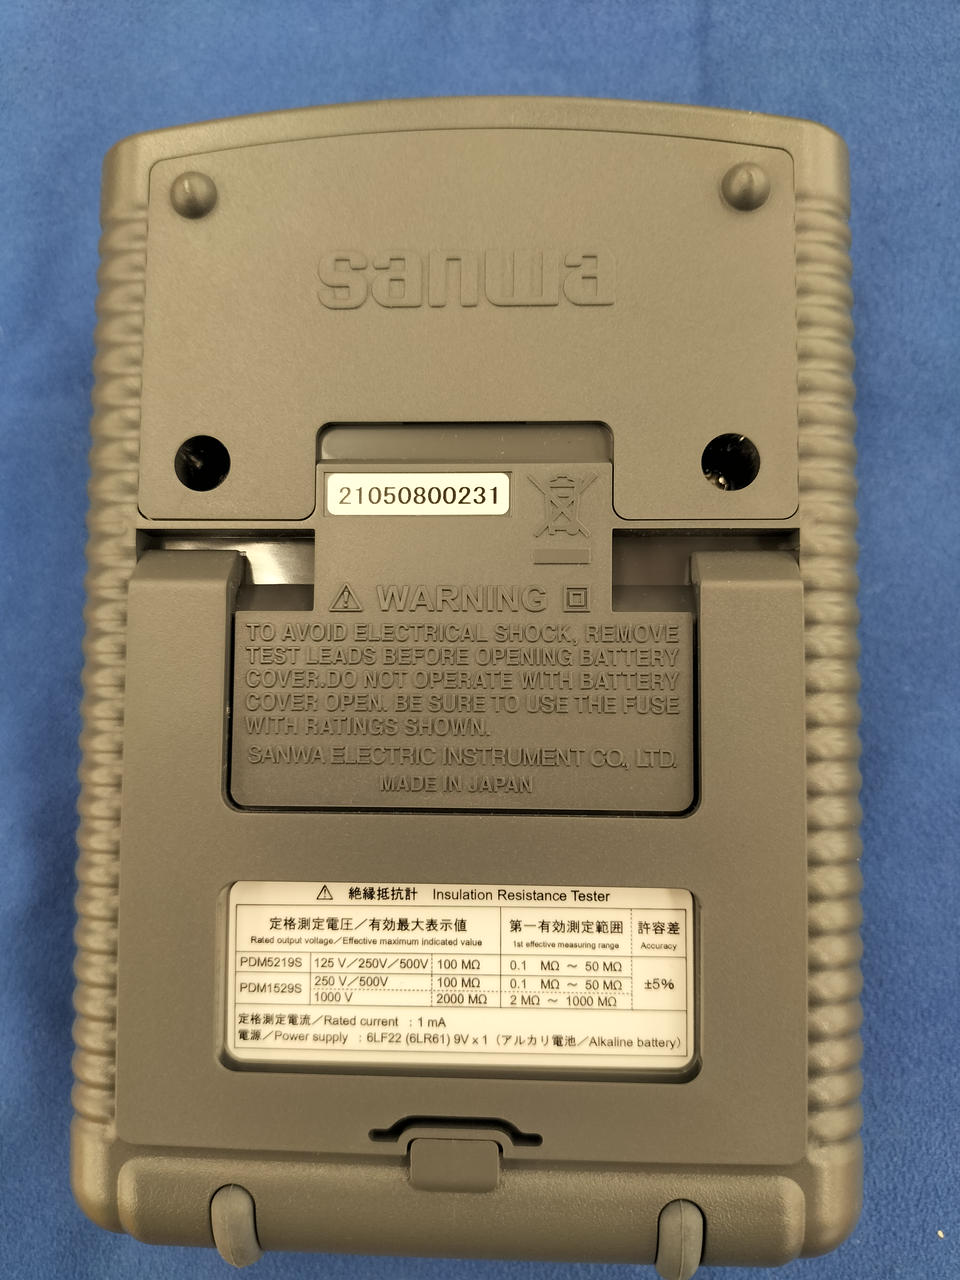 sanwa
21050800231
⚠ WARNING
TO AVOID ELECTRICAL SHOCK, REMOVE
TEST LEADS BEFORE OPENING BATTERY
COVER.DO NOT OPERATE WITH BATTERY
COVER OPEN. BE SURE TO USE THE FUSE
WITH RATINGS SHOWN.
SANWA ELECTRIC INSTRUMENT CO., LTD.
MADE IN JAPAN
⚠ 絶縁抵抗計 Insulation Resistance Tester
定格測定電圧／有効最大表示値 第一有効測定範囲 許容差
Rated output voltage／Effective maximum indicated value 1st effective measuring range Accuracy
PDM5219S 125 V／250V／500V 100 MΩ 0.1 MΩ ～ 50 MΩ ±5%
PDM1529S 250 V／500V 100 MΩ 0.1 MΩ ～ 50 MΩ
1000 V 2000 MΩ 2 MΩ ～ 1000 MΩ
定格測定電流／Rated current : 1 mA
電源／Power supply : 6LF22 (6LR61) 9V x 1（アルカリ電池／Alkaline battery）